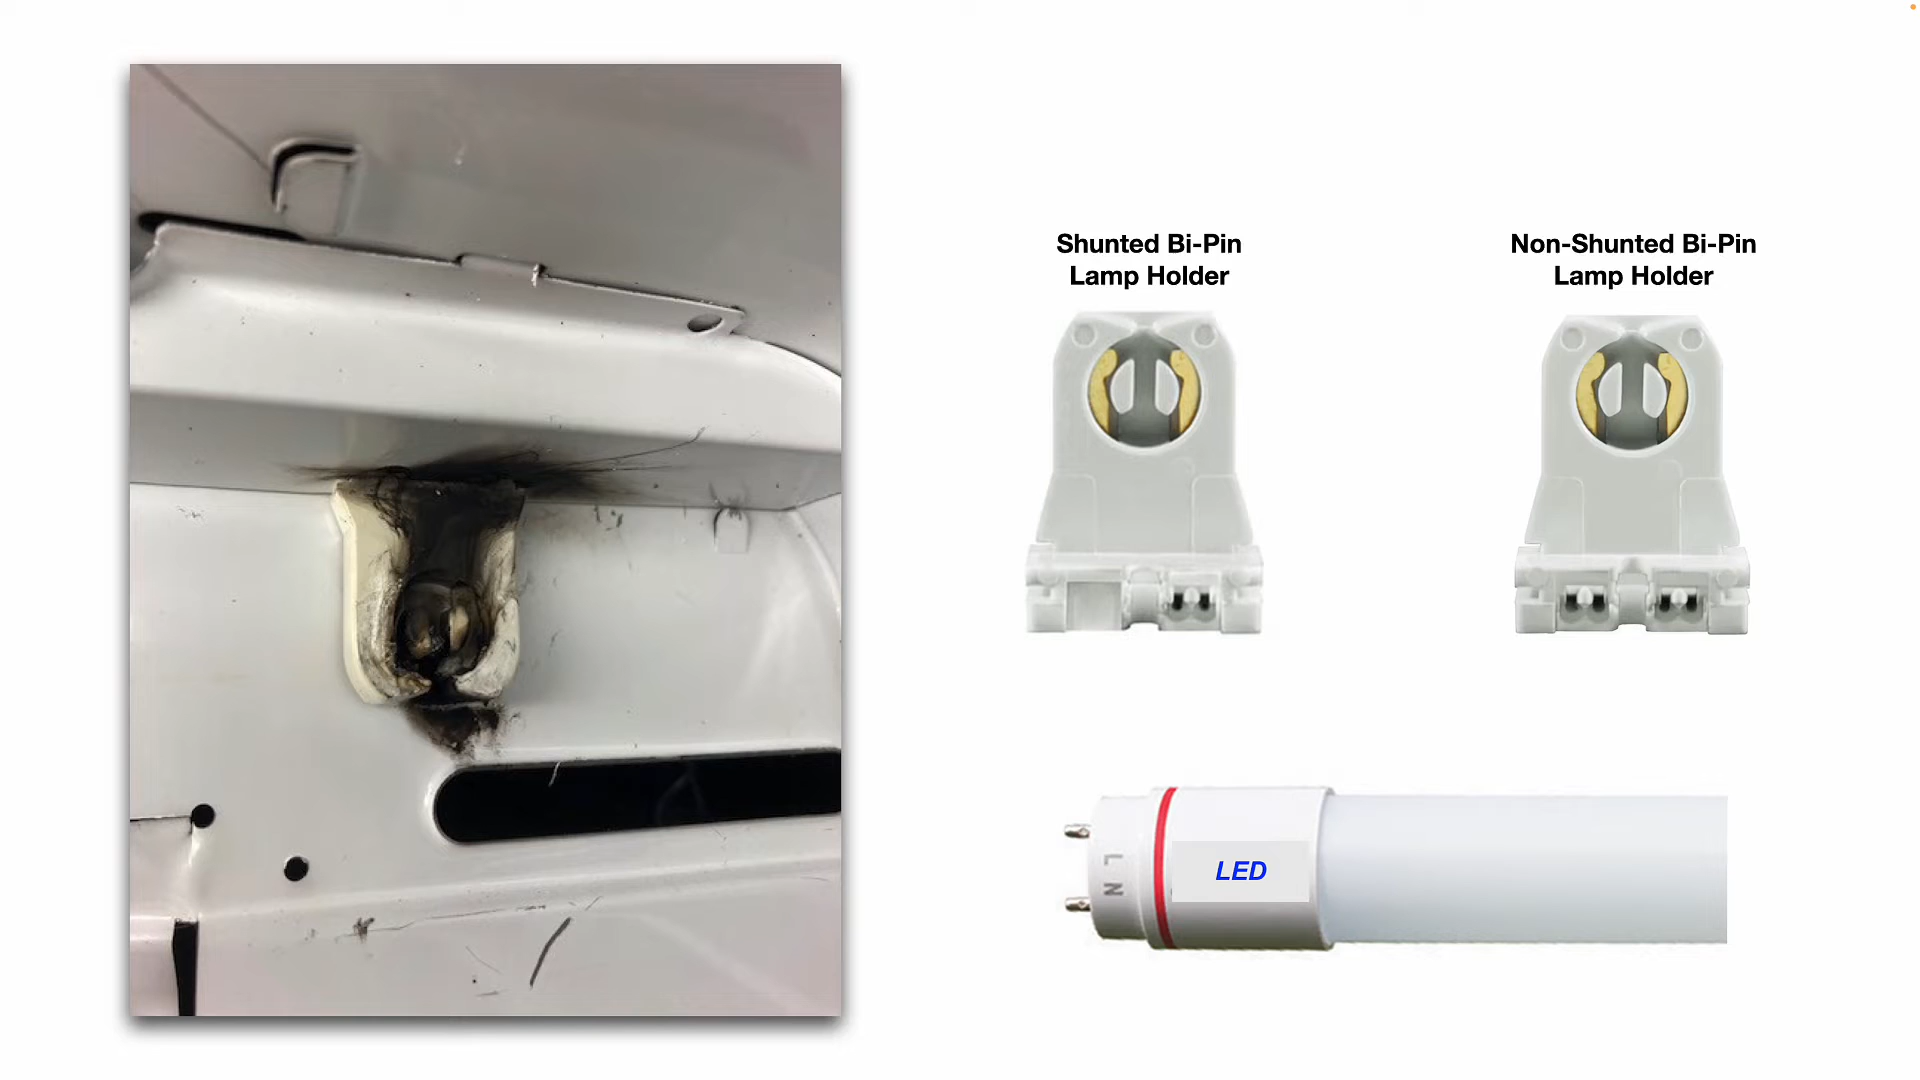 Shunted Bi-Pin
Lamp Holder
Non-Shunted Bi-Pin
Lamp Holder
L
N
LED